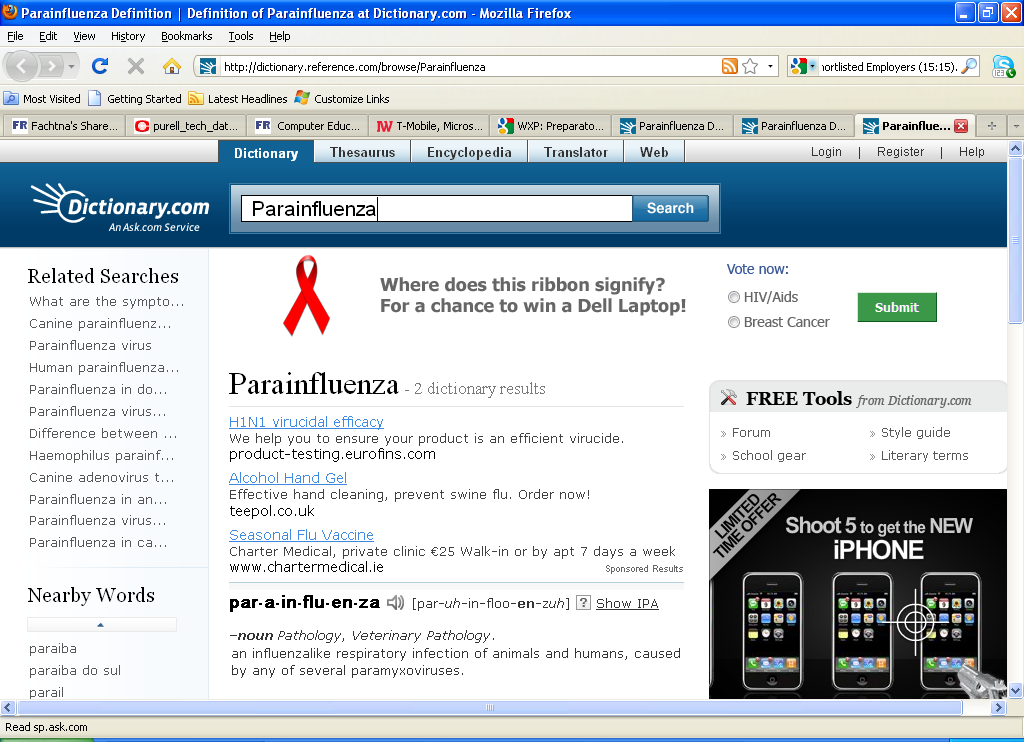 Parainfluenza Definition | Definition of Parainfluenza at Dictionary.com - Mozilla Firefox
File Edit View History Bookmarks Tools Help
http://dictionary.reference.com/browse/Parainfluenza
ortlisted Employers (15:15).
Most Visited Getting Started Latest Headlines Customize Links
FR Fachtna's Share... purell_tech_dat... FR Computer Educ... T-Mobile, Micros... WXP: Preparato... Parainfluenza D... Parainfluenza D... Parainflue...
Dictionary Thesaurus Encyclopedia Translator Web Login | Register | Help
Dictionary.com
An Ask.com Service
Parainfluenza Search
Related Searches
What are the sympto...
Canine parainfluenz...
Parainfluenza virus
Human parainfluenza...
Parainfluenza in do...
Parainfluenza virus...
Difference between ...
Haemophilus parainf...
Canine adenovirus t...
Parainfluenza in an...
Parainfluenza virus...
Parainfluenza in ca...
Nearby Words
paraiba
paraiba do sul
parail
Where does this ribbon signify?
For a chance to win a Dell Laptop!
Vote now:
HIV/Aids
Breast Cancer
Submit
Parainfluenza - 2 dictionary results
H1N1 virucidal efficacy
We help you to ensure your product is an efficient virucide.
product-testing.eurofins.com
Alcohol Hand Gel
Effective hand cleaning, prevent swine flu. Order now!
teepol.co.uk
Seasonal Flu Vaccine
Charter Medical, private clinic €25 Walk-in or by apt 7 days a week
www.chartermedical.ie Sponsored Results
par·a·in·flu·en·za [par-uh-in-floo-en-zuh] ? Show IPA
–noun Pathology, Veterinary Pathology.
an influenzalike respiratory infection of animals and humans, caused
by any of several paramyxoviruses.
FREE Tools from Dictionary.com
» Forum » Style guide
» School gear » Literary terms
LIMITED
TIME OFFER
Shoot 5 to get the NEW
iPHONE
Read sp.ask.com